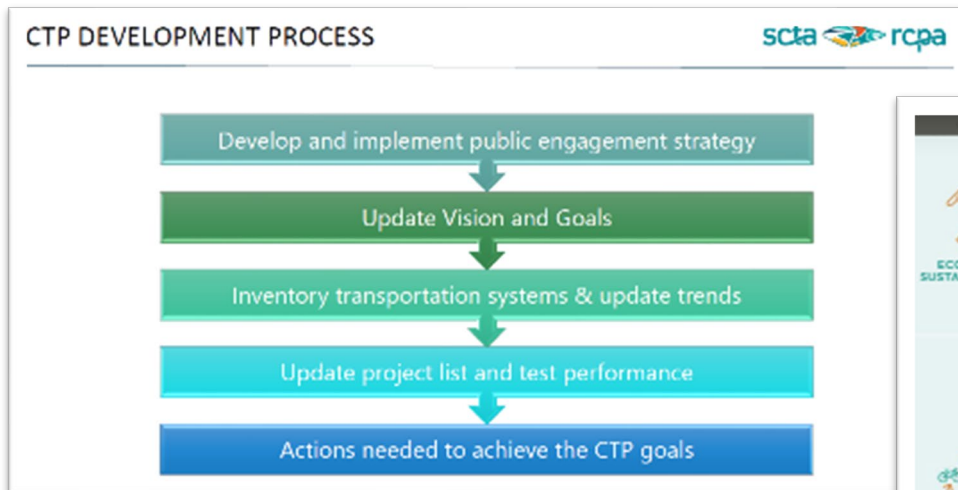 CTP DEVELOPMENT PROCESS
scta rcpa
Develop and implement public engagement strategy
Update Vision and Goals
Inventory transportation systems & update trends
Update project list and test performance
Actions needed to achieve the CTP goals